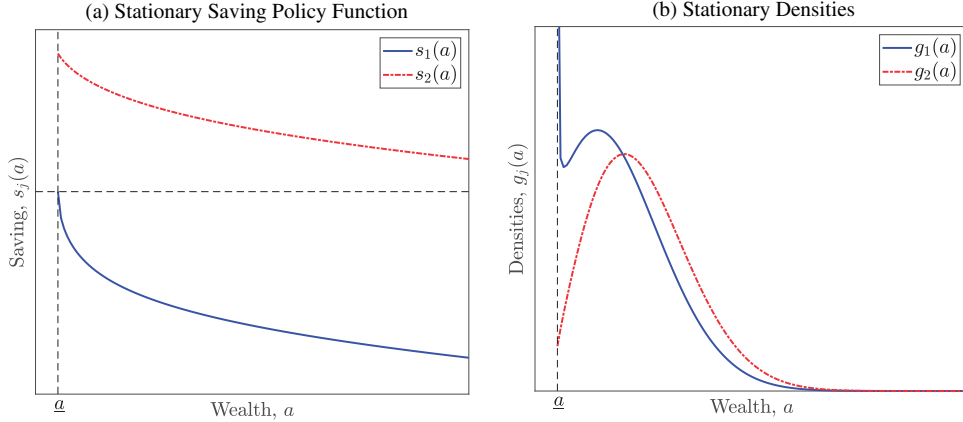 (a) Stationary Saving Policy Function
s₁(a)
s₂(a)
Saving, sⱼ(a)
a
Wealth, a
(b) Stationary Densities
g₁(a)
g₂(a)
Densities, gⱼ(a)
a
Wealth, a